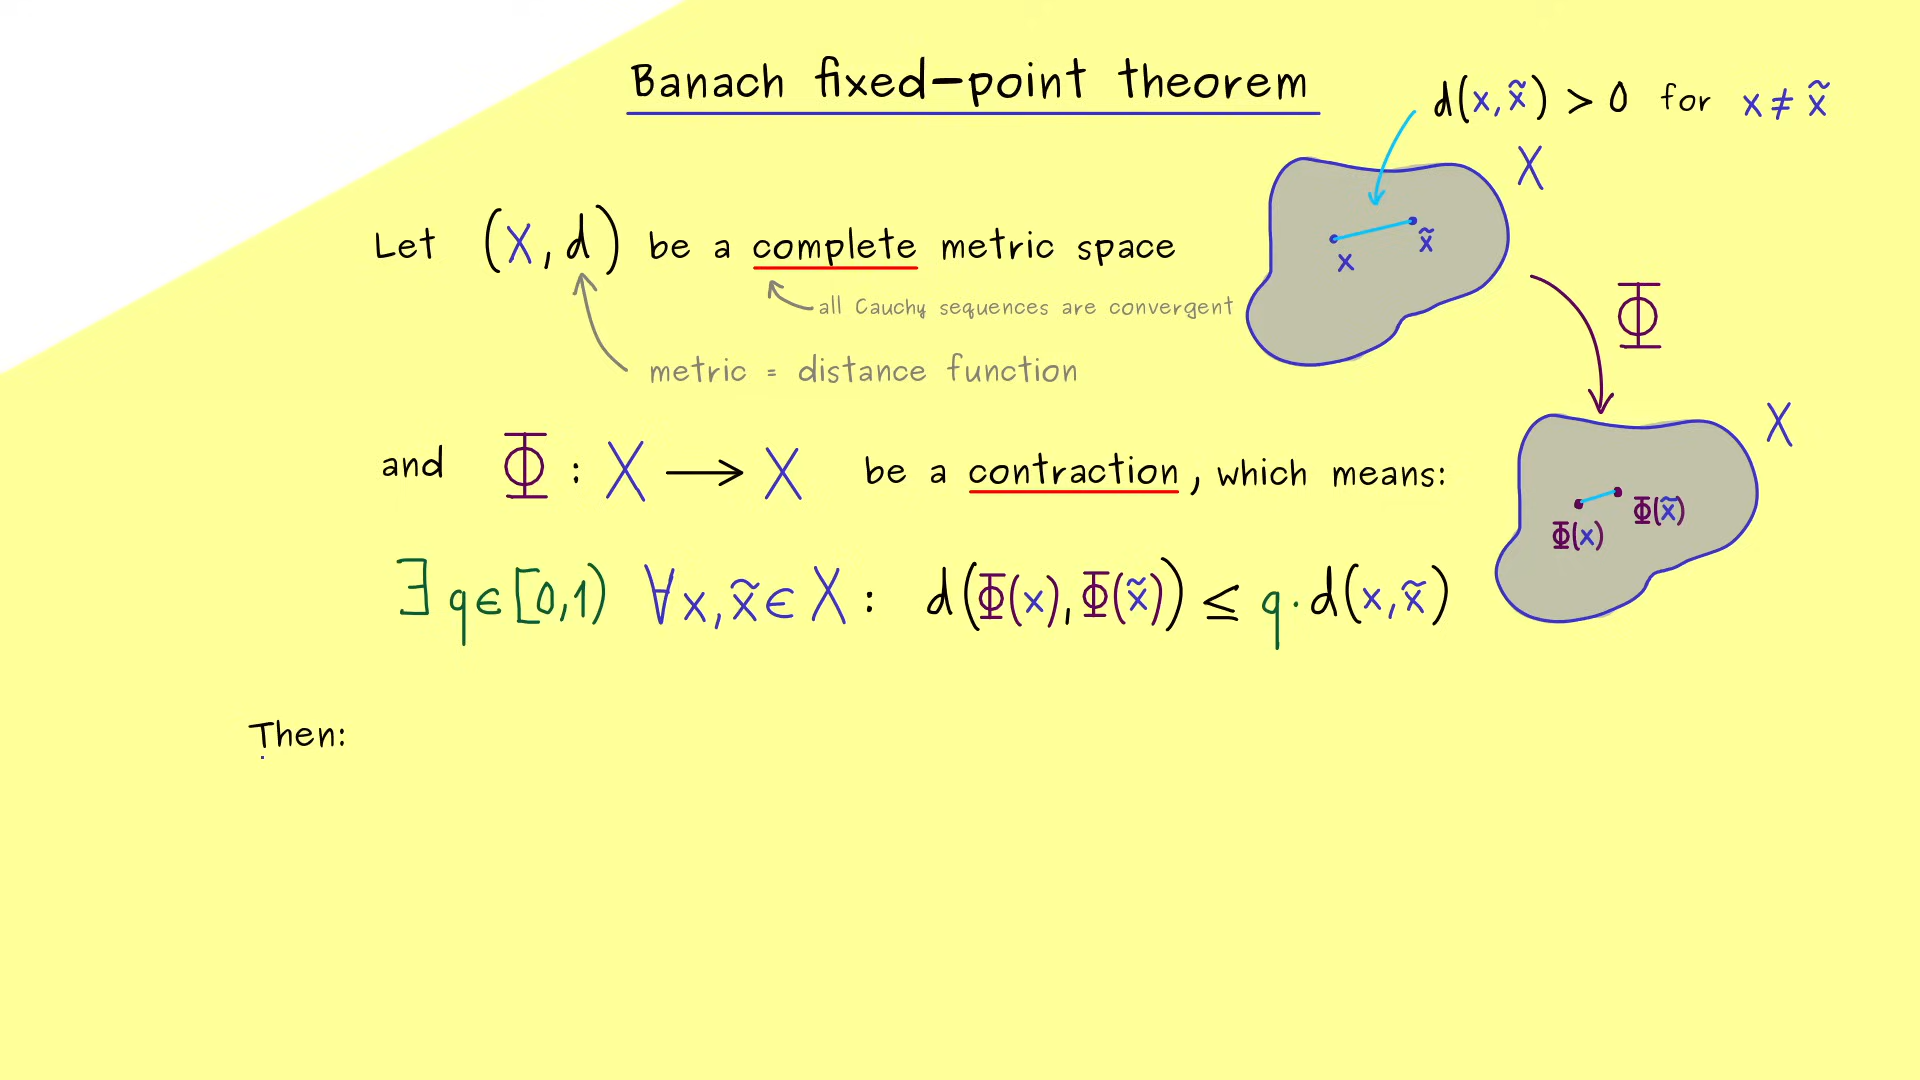 Banach fixed-point theorem
d(x, x̃) > 0 for x ≠ x̃
X
Let (X, d) be a complete metric space
x x̃
all Cauchy sequences are convergent
metric = distance function
Φ
X
and Φ : X ⟶ X be a contraction, which means:
Φ(x) Φ(x̃)
∃ q ∈ [0,1) ∀ x, x̃ ∈ X : d(Φ(x), Φ(x̃)) ≤ q · d(x, x̃)
Then: